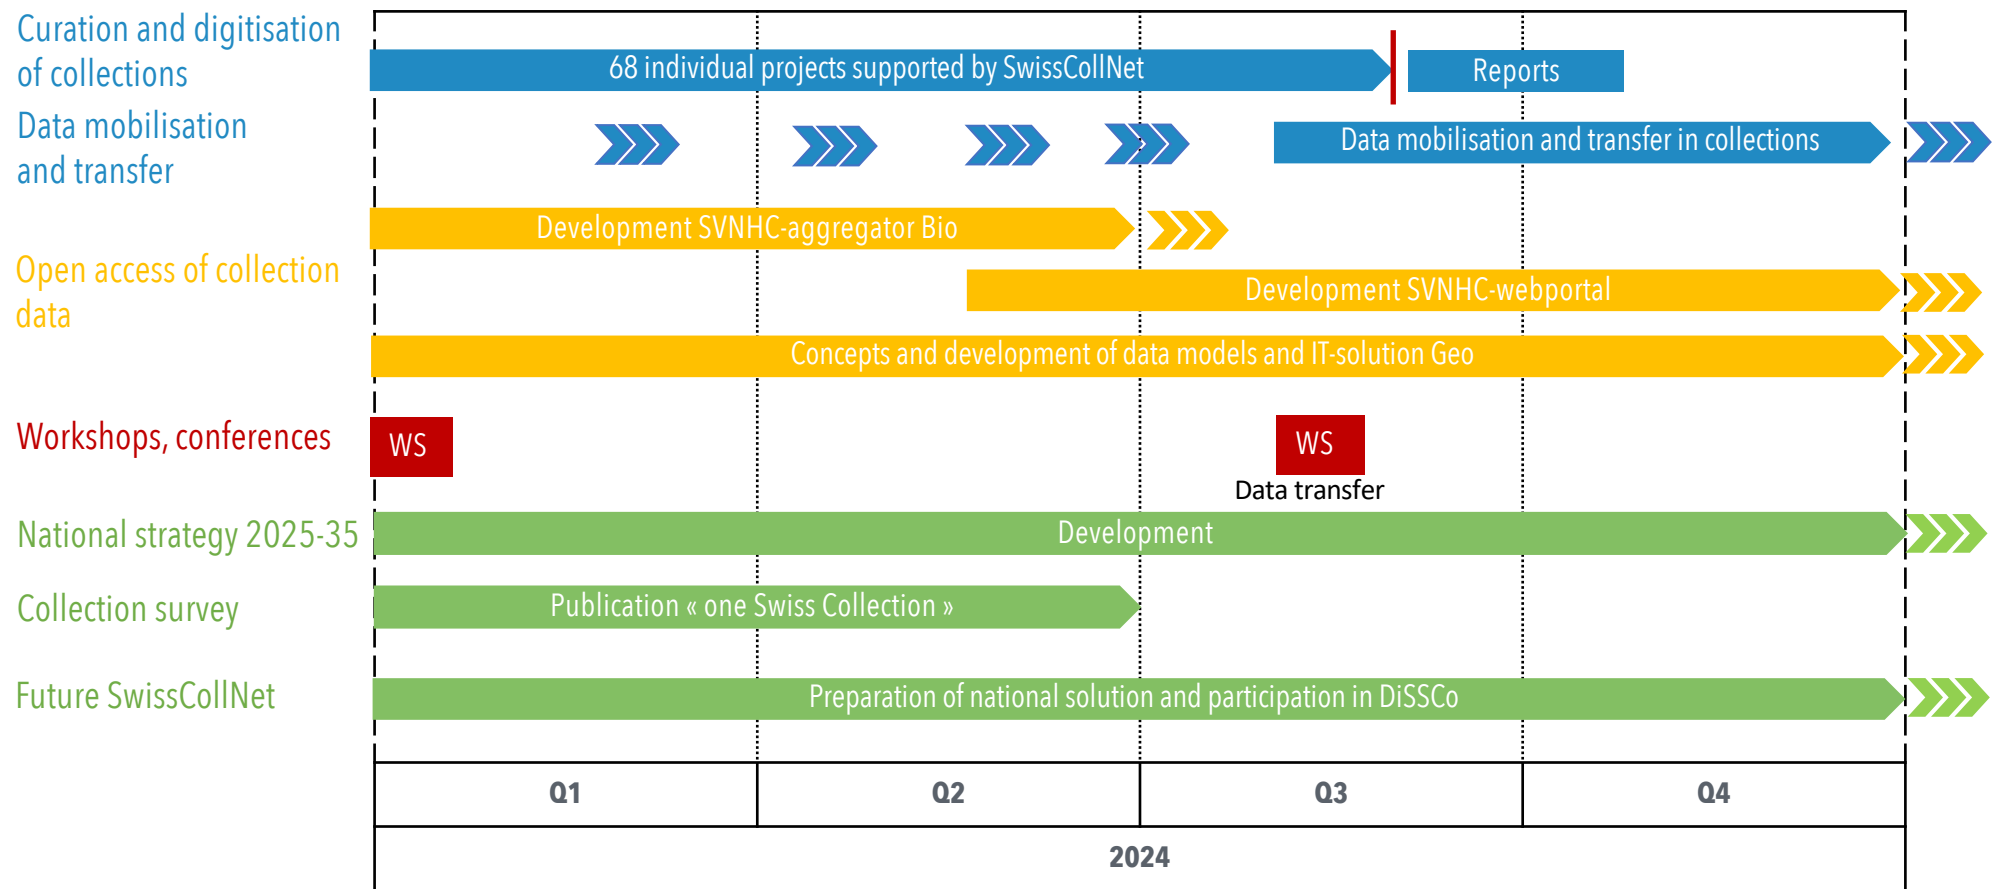 Curation and digitisation
of collections
68 individual projects supported by SwissCollNet
Reports
Data mobilisation
and transfer
Data mobilisation and transfer in collections
Development SVNHC-aggregator Bio
Open access of collection
data
Development SVNHC-webportal
Concepts and development of data models and IT-solution Geo
Workshops, conferences
WS
WS
Data transfer
National strategy 2025-35
Development
Collection survey
Publication « one Swiss Collection »
Future SwissCollNet
Preparation of national solution and participation in DiSSCo
Q1
Q2
Q3
Q4
2024